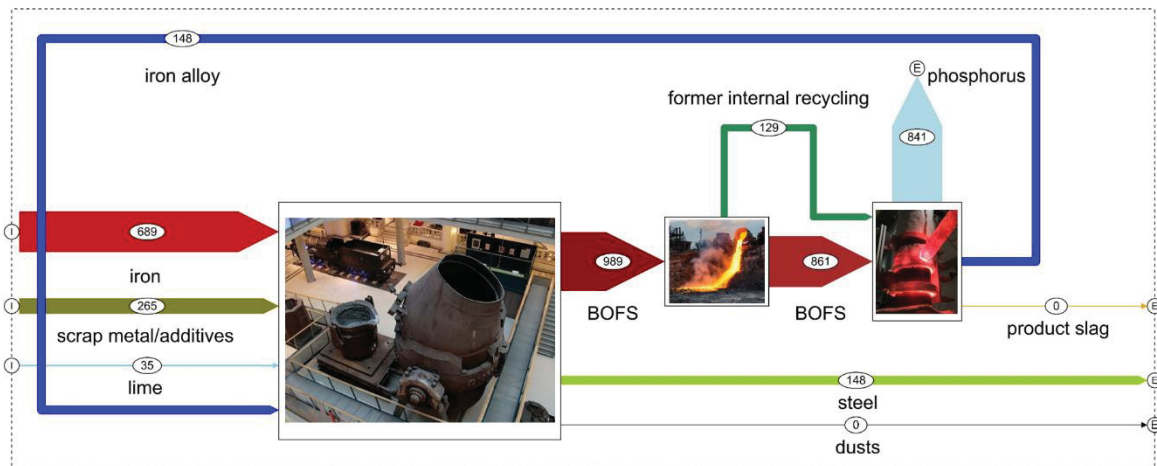 148
iron alloy
E
phosphorus
former internal recycling
129
841
I
689
iron
989
BOFS
861
BOFS
I
265
scrap metal/additives
0
E
product slag
I
35
lime
148
E
steel
0
E
dusts